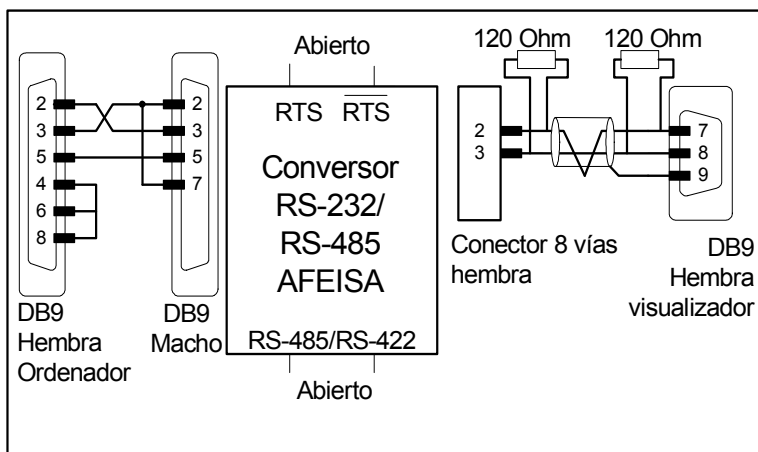 Abierto
120 Ohm
120 Ohm
2
3
5
4
6
8
2
3
5
7
RTS
RTS
Conversor
RS-232/
RS-485
AFEISA
RS-485/RS-422
Abierto
2
3
7
8
9
DB9
Hembra
Ordenador
DB9
Macho
Conector 8 vías
hembra
DB9
Hembra
visualizador